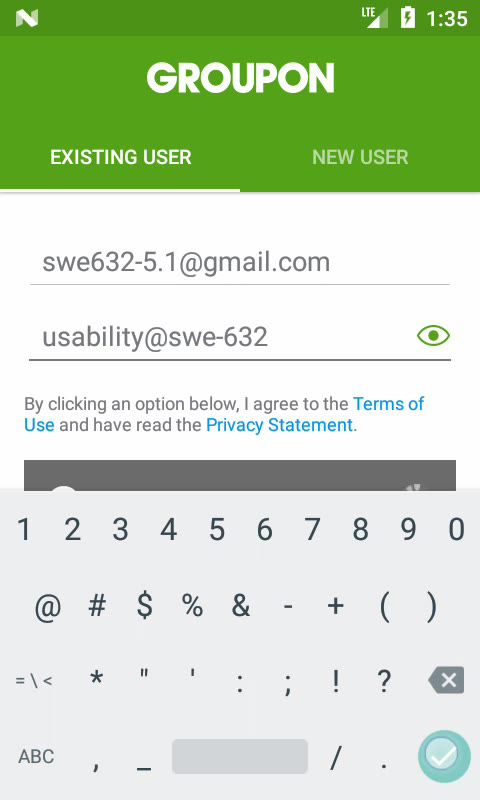 LTE 1:35
GROUPON
EXISTING USER NEW USER
swe632-5.1@gmail.com
usability@swe-632
By clicking an option below, I agree to the Terms of
Use and have read the Privacy Statement.
1 2 3 4 5 6 7 8 9 0
@ # $ % & - + ( )
= \ < * " ' : ; ! ?
ABC , _ / .